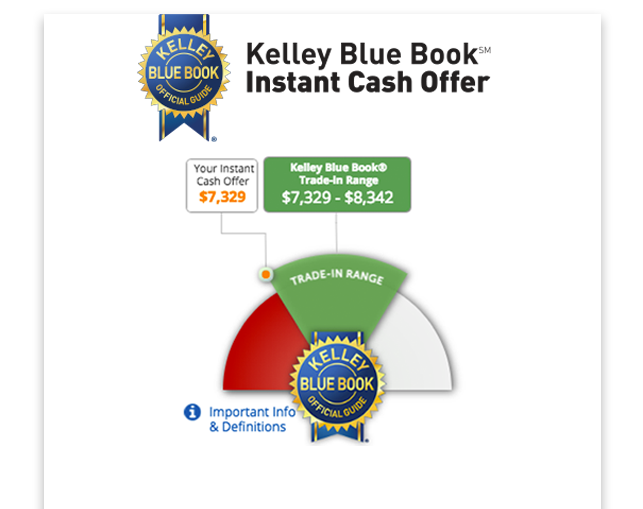 KELLEY
BLUE BOOK
OFFICIAL GUIDE
®
Kelley Blue Book℠
Instant Cash Offer
Your Instant
Cash Offer
$7,329
Kelley Blue Book®
Trade-In Range
$7,329 - $8,342
TRADE-IN RANGE
KELLEY
BLUE BOOK
OFFICIAL GUIDE
®
Important Info
& Definitions